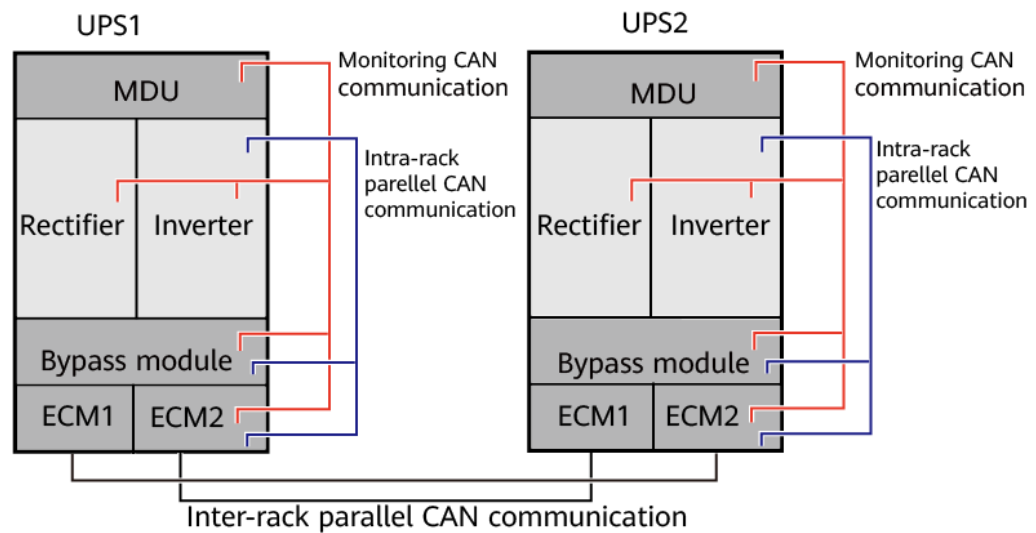 UPS1
UPS2
Monitoring CAN
communication
Monitoring CAN
communication
MDU
MDU
Intra-rack
parellel CAN
communication
Intra-rack
parellel CAN
communication
Rectifier
Inverter
Rectifier
Inverter
Bypass module
Bypass module
ECM1
ECM2
ECM1
ECM2
Inter-rack parallel CAN communication